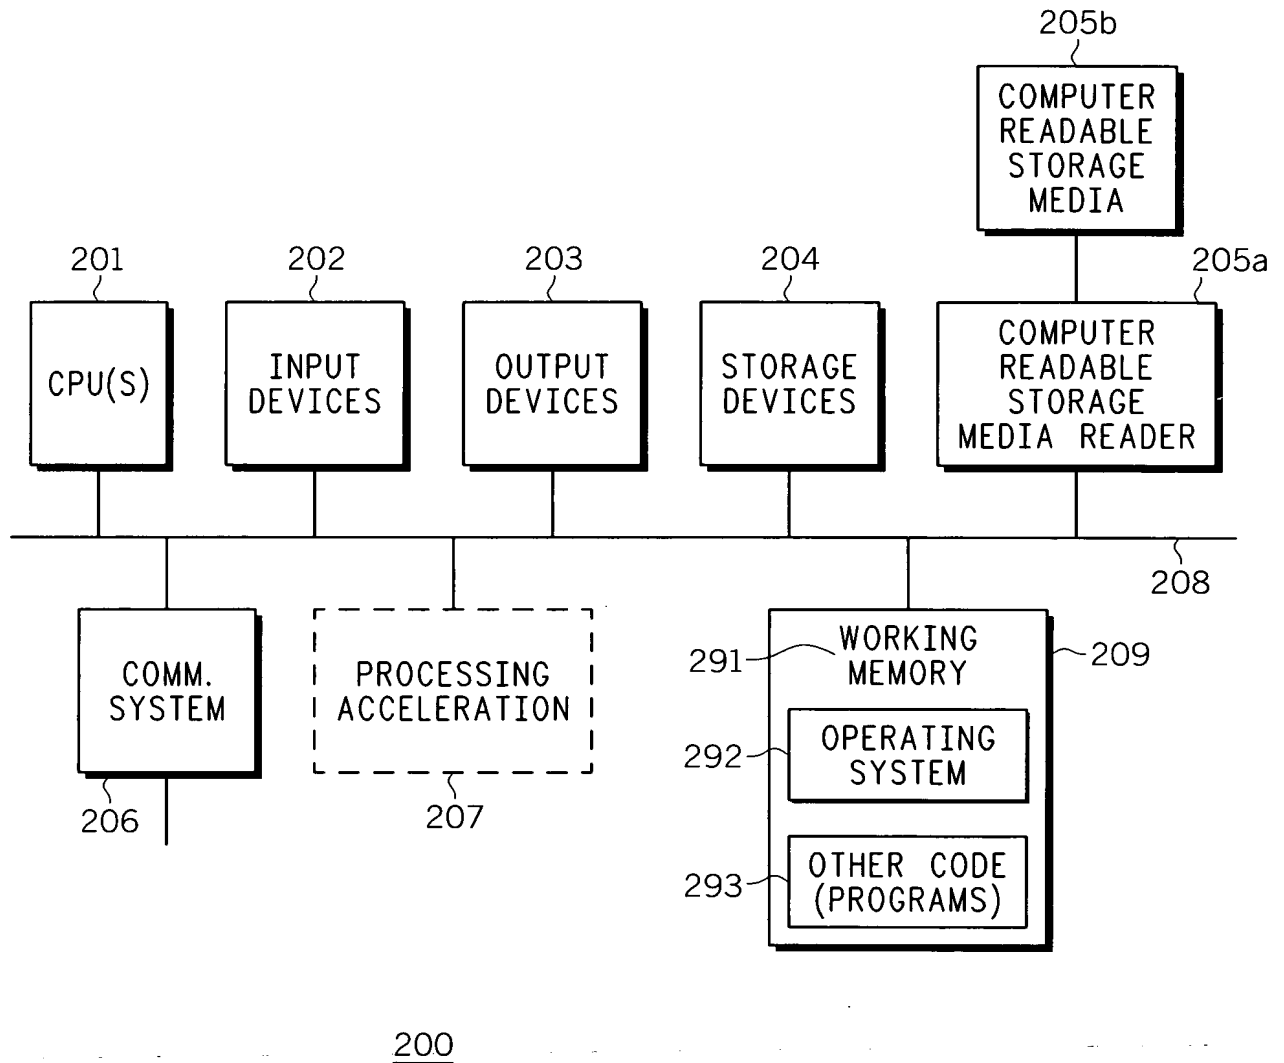 205b
COMPUTER
READABLE
STORAGE
MEDIA
201
202
203
204
205a
CPU(S)
INPUT
DEVICES
OUTPUT
DEVICES
STORAGE
DEVICES
COMPUTER
READABLE
STORAGE
MEDIA READER
208
COMM.
SYSTEM
206
PROCESSING
ACCELERATION
207
291
WORKING
MEMORY
209
292
OPERATING
SYSTEM
293
OTHER CODE
(PROGRAMS)
200